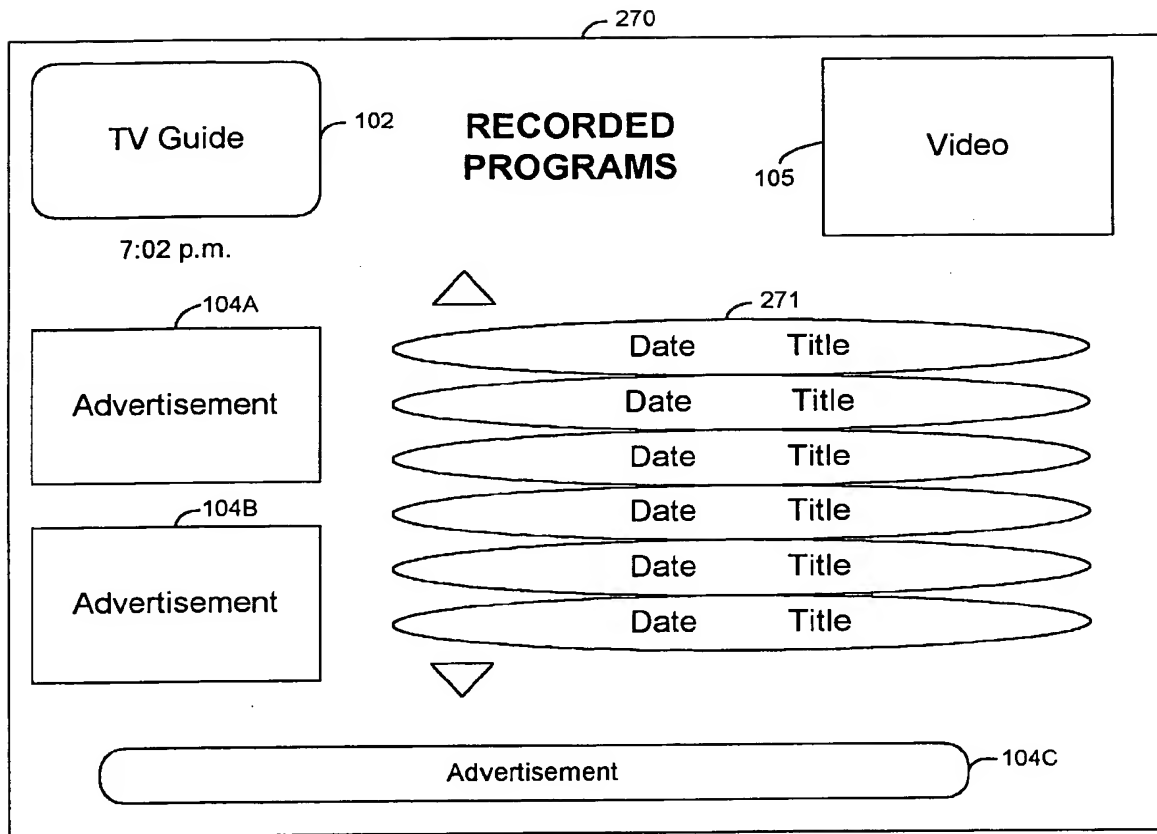 270
TV Guide
102
RECORDED
PROGRAMS
105
Video
7:02 p.m.
104A
Advertisement
104B
Advertisement
271
Date Title
Date Title
Date Title
Date Title
Date Title
Date Title
Advertisement
104C